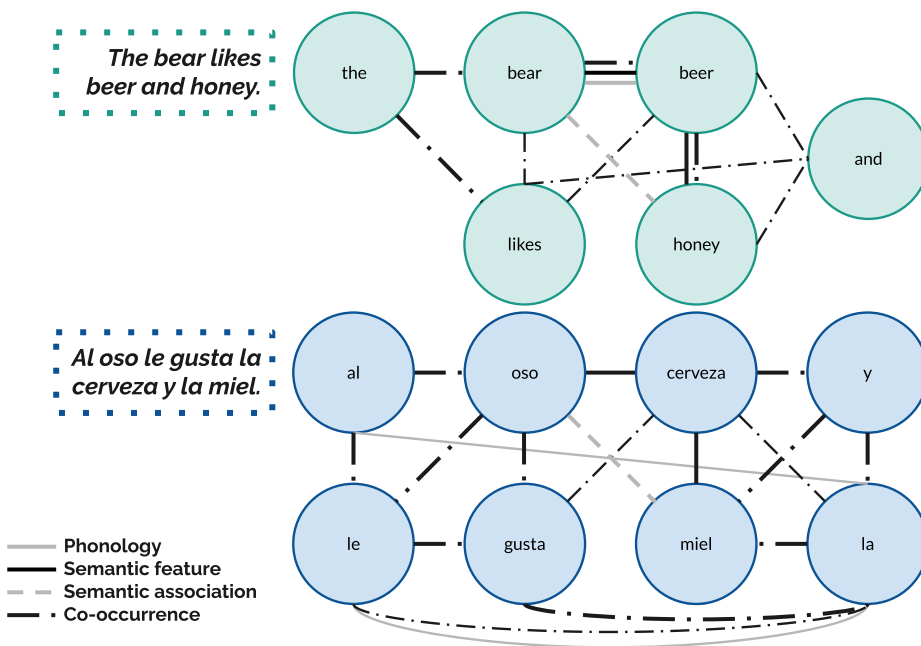 The bear likes
beer and honey.
the
bear
beer
and
likes
honey
Al oso le gusta la
cerveza y la miel.
al
oso
cerveza
y
le
gusta
miel
la
Phonology
Semantic feature
Semantic association
Co-occurrence